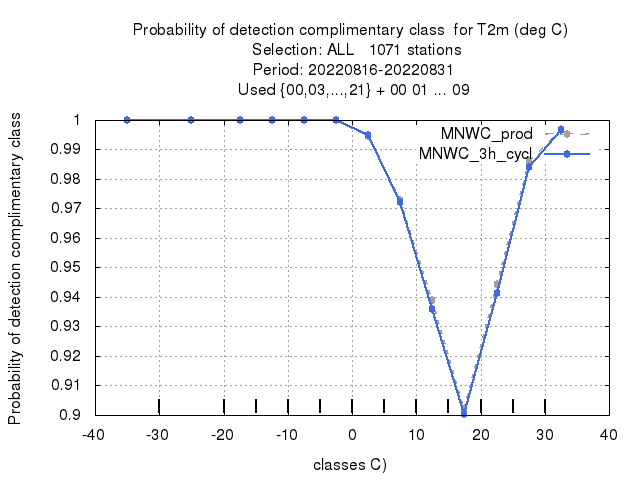 Probability of detection complimentary class  for T2m (deg C)
Selection: ALL   1071 stations
Period: 20220816-20220831
Used {00,03,...,21} + 00 01 ... 09
Probability of detection complimentary class
1
0.99
0.98
0.97
0.96
0.95
0.94
0.93
0.92
0.91
0.9
MNWC_prod
MNWC_3h_cycl
-40 -30 -20 -10 0 10 20 30 40
classes C)